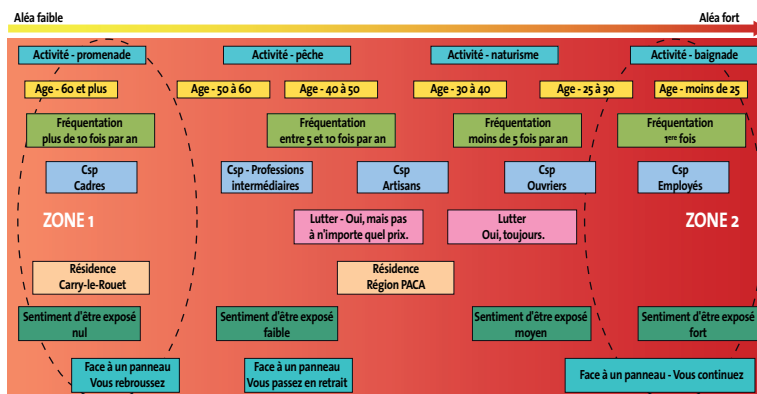 Aléa faible
Aléa fort
Activité - promenade
Activité - pêche
Activité - naturisme
Activité - baignade
Age - 60 et plus
Age - 50 à 60
Age - 40 à 50
Age - 30 à 40
Age - 25 à 30
Age - moins de 25
Fréquentation
plus de 10 fois par an
Fréquentation
entre 5 et 10 fois par an
Fréquentation
moins de 5 fois par an
Fréquentation
1ere fois
Csp
Cadres
Csp - Professions
intermédiaires
Csp
Artisans
Csp
Ouvriers
Csp
Employés
ZONE 1
Lutter - Oui, mais pas
à n'importe quel prix.
Lutter
Oui, toujours.
ZONE 2
Résidence
Carry-le-Rouet
Résidence
Région PACA
Sentiment d'être exposé
nul
Sentiment d'être exposé
faible
Sentiment d'être exposé
moyen
Sentiment d'être exposé
fort
Face à un panneau
Vous rebroussez
Face à un panneau
Vous passez en retrait
Face à un panneau - Vous continuez